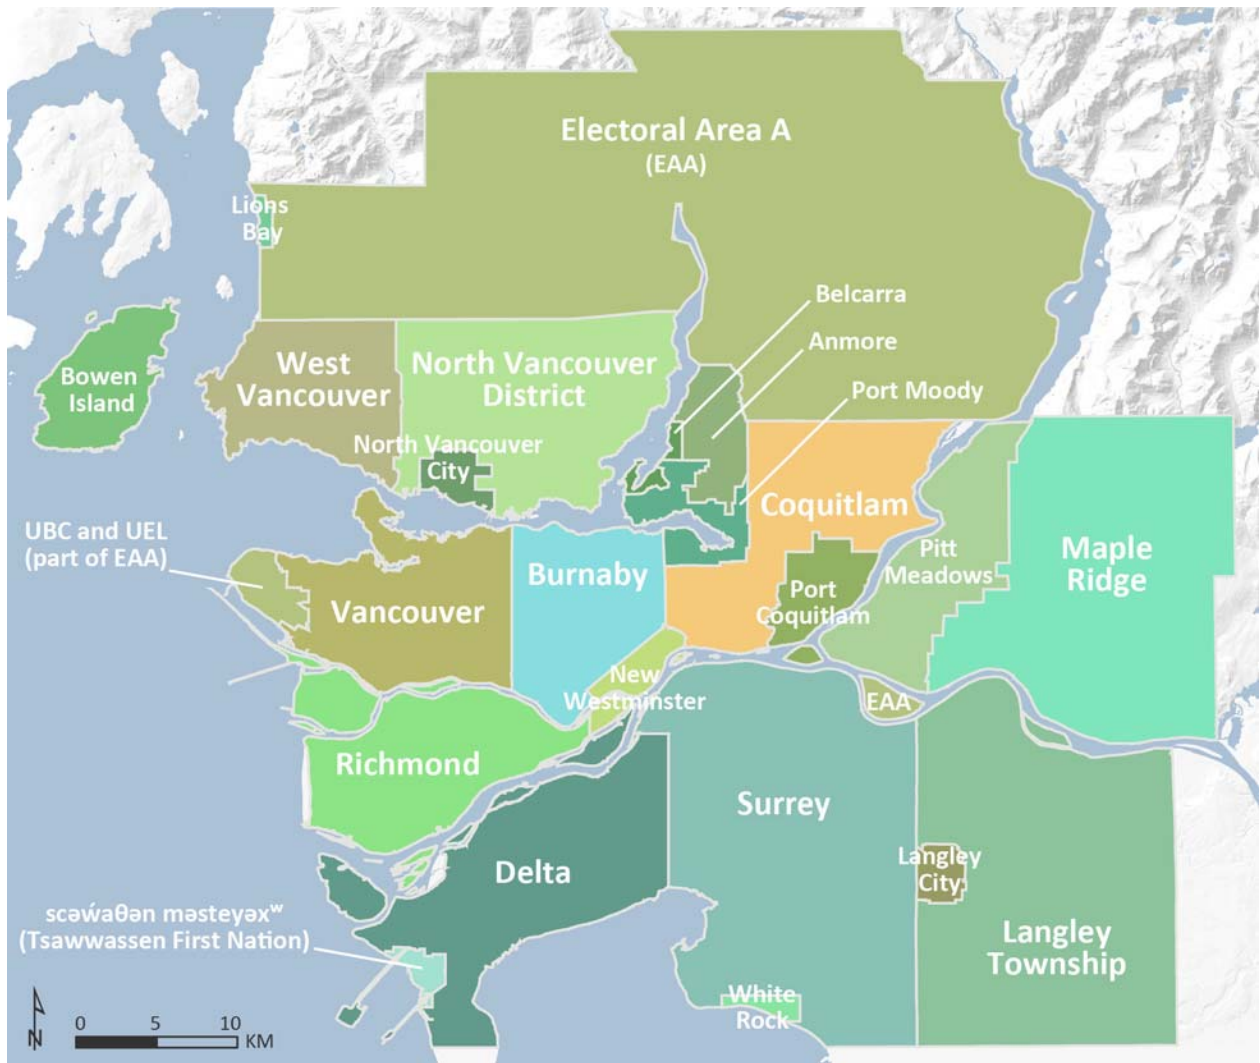 Electoral Area A
(EAA)
Lions
Bay
Belcarra
Anmore
Port Moody
Bowen
Island
West
Vancouver
North Vancouver
District
North Vancouver
City
Coquitlam
UBC and UEL
(part of EAA)
Vancouver
Burnaby
Port
Coquitlam
Pitt
Meadows
Maple
Ridge
New
Westminster
EAA
Richmond
Surrey
Delta
Langley
City
Langley
Township
scəw̓aθən məsteyəxʷ
(Tsawwassen First Nation)
White
Rock
N
0 5 10
KM